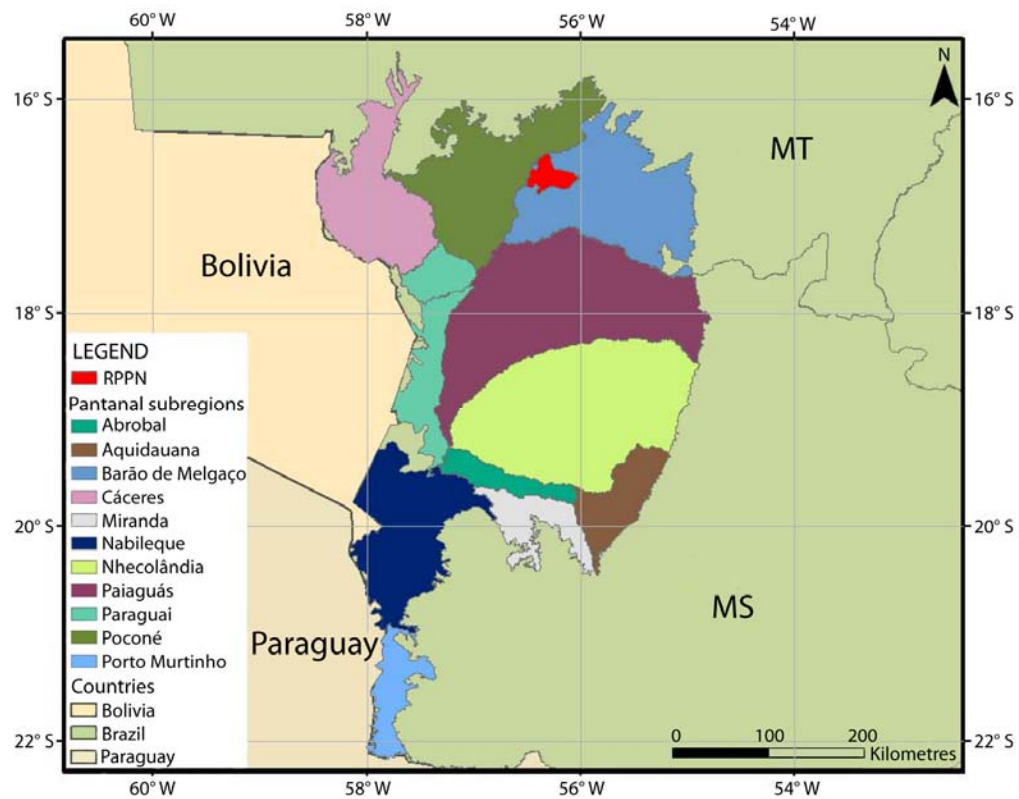 60°W 58°W 56°W 54°W
N
16°S 16°S
MT
Bolivia
18°S 18°S
LEGEND
RPPN
Pantanal subregions
Abrobal
Aquidauana
Barão de Melgaço
Cáceres
Miranda
Nabileque
Nhecolândia
Paiaguás
Paraguai
Poconé
Porto Murtinho
Countries
Bolivia
Brazil
Paraguay
20°S 20°S
MS
Paraguay
0 100 200
Kilometres
22°S 22°S
60°W 58°W 56°W 54°W